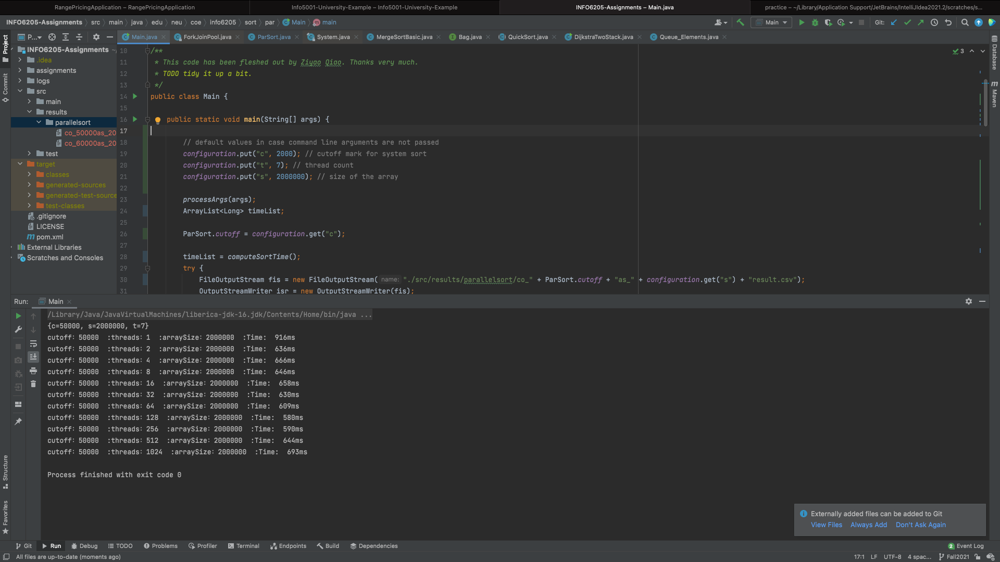 RangePricingApplication – RangePricingApplication
Info5001-University-Example – Info5001-University-Example
INFO6205-Assignments – Main.java
practice – ~/Library/Application Support/JetBrains/IntelliJIdea2021.2/scratches/s...
INFO6205-Assignments src main java edu neu coe info6205 sort par Main main
Main Git:
Project
Commit
Structure
Favorites
P...
Main.java ForkJoinPool.java ParSort.java System.java MergeSortBasic.java Bag.java QuickSort.java DijkstraTwoStack.java Queue_Elements.java
Database
Maven
INFO6205-Assignments ~
.idea
assignments
logs
src
main
results
parallelsort
co_50000as_20
co_60000as_20
test
target
classes
generated-sources
generated-test-source
test-classes
.gitignore
LICENSE
pom.xml
External Libraries
Scratches and Consoles
3
10 /**
11 * This code has been fleshed out by Ziyao Qiao. Thanks very much.
12 * TODO tidy it up a bit.
13 */
14 public class Main {
15
16 public static void main(String[] args) {
17
18 // default values in case command line arguments are not passed
19 configuration.put("c", 2000); // cutoff mark for system sort
20 configuration.put("t", 7); // thread count
21 configuration.put("s", 2000000); // size of the array
22
23 processArgs(args);
24 ArrayList<Long> timeList;
25
26 ParSort.cutoff = configuration.get("c");
27
28 timeList = computeSortTime();
29 try {
30 FileOutputStream fis = new FileOutputStream( name: "./src/results/parallelsort/co_" + ParSort.cutoff + "as_" + configuration.get("s") + "result.csv");
31 OutputStreamWriter isr = new OutputStreamWriter(fis);
Run: Main
/Library/Java/JavaVirtualMachines/liberica-jdk-16.jdk/Contents/Home/bin/java ...
{c=50000, s=2000000, t=7}
cutoff: 50000 :threads: 1 :arraySize: 2000000 :Time: 916ms
cutoff: 50000 :threads: 2 :arraySize: 2000000 :Time: 636ms
cutoff: 50000 :threads: 4 :arraySize: 2000000 :Time: 666ms
cutoff: 50000 :threads: 8 :arraySize: 2000000 :Time: 646ms
cutoff: 50000 :threads: 16 :arraySize: 2000000 :Time: 658ms
cutoff: 50000 :threads: 32 :arraySize: 2000000 :Time: 630ms
cutoff: 50000 :threads: 64 :arraySize: 2000000 :Time: 609ms
cutoff: 50000 :threads: 128 :arraySize: 2000000 :Time: 580ms
cutoff: 50000 :threads: 256 :arraySize: 2000000 :Time: 590ms
cutoff: 50000 :threads: 512 :arraySize: 2000000 :Time: 644ms
cutoff: 50000 :threads: 1024 :arraySize: 2000000 :Time: 693ms
Process finished with exit code 0
Externally added files can be added to Git
View Files Always Add Don't Ask Again
Git Run Debug TODO Problems Profiler Terminal Endpoints Build Dependencies
2 Event Log
All files are up-to-date (moments ago)
17:1 LF UTF-8 4 spac... Fall2021